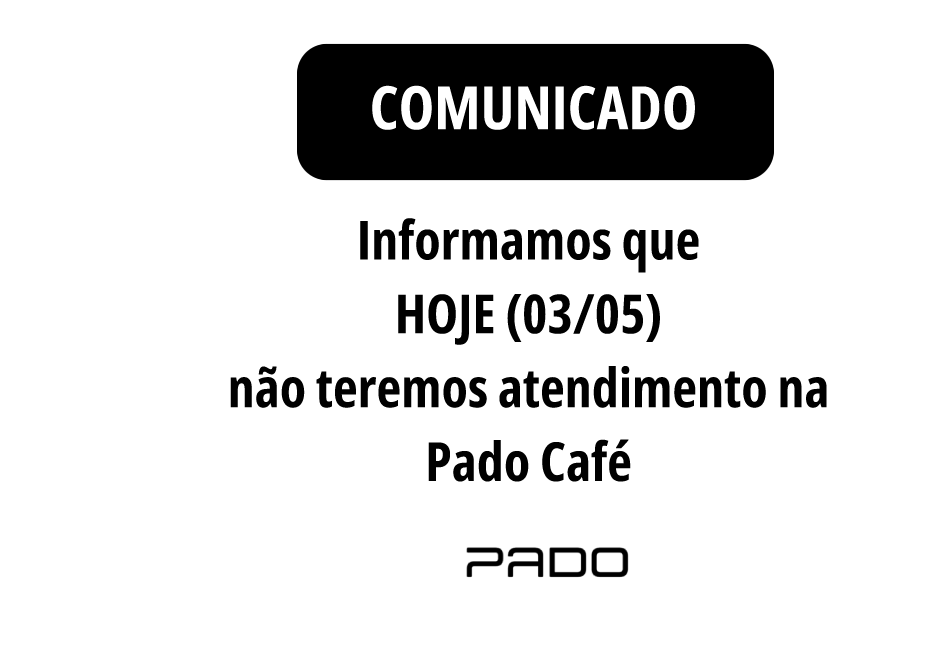 COMUNICADO
Informamos que
HOJE (03/05)
não teremos atendimento na
Pado Café
PADO